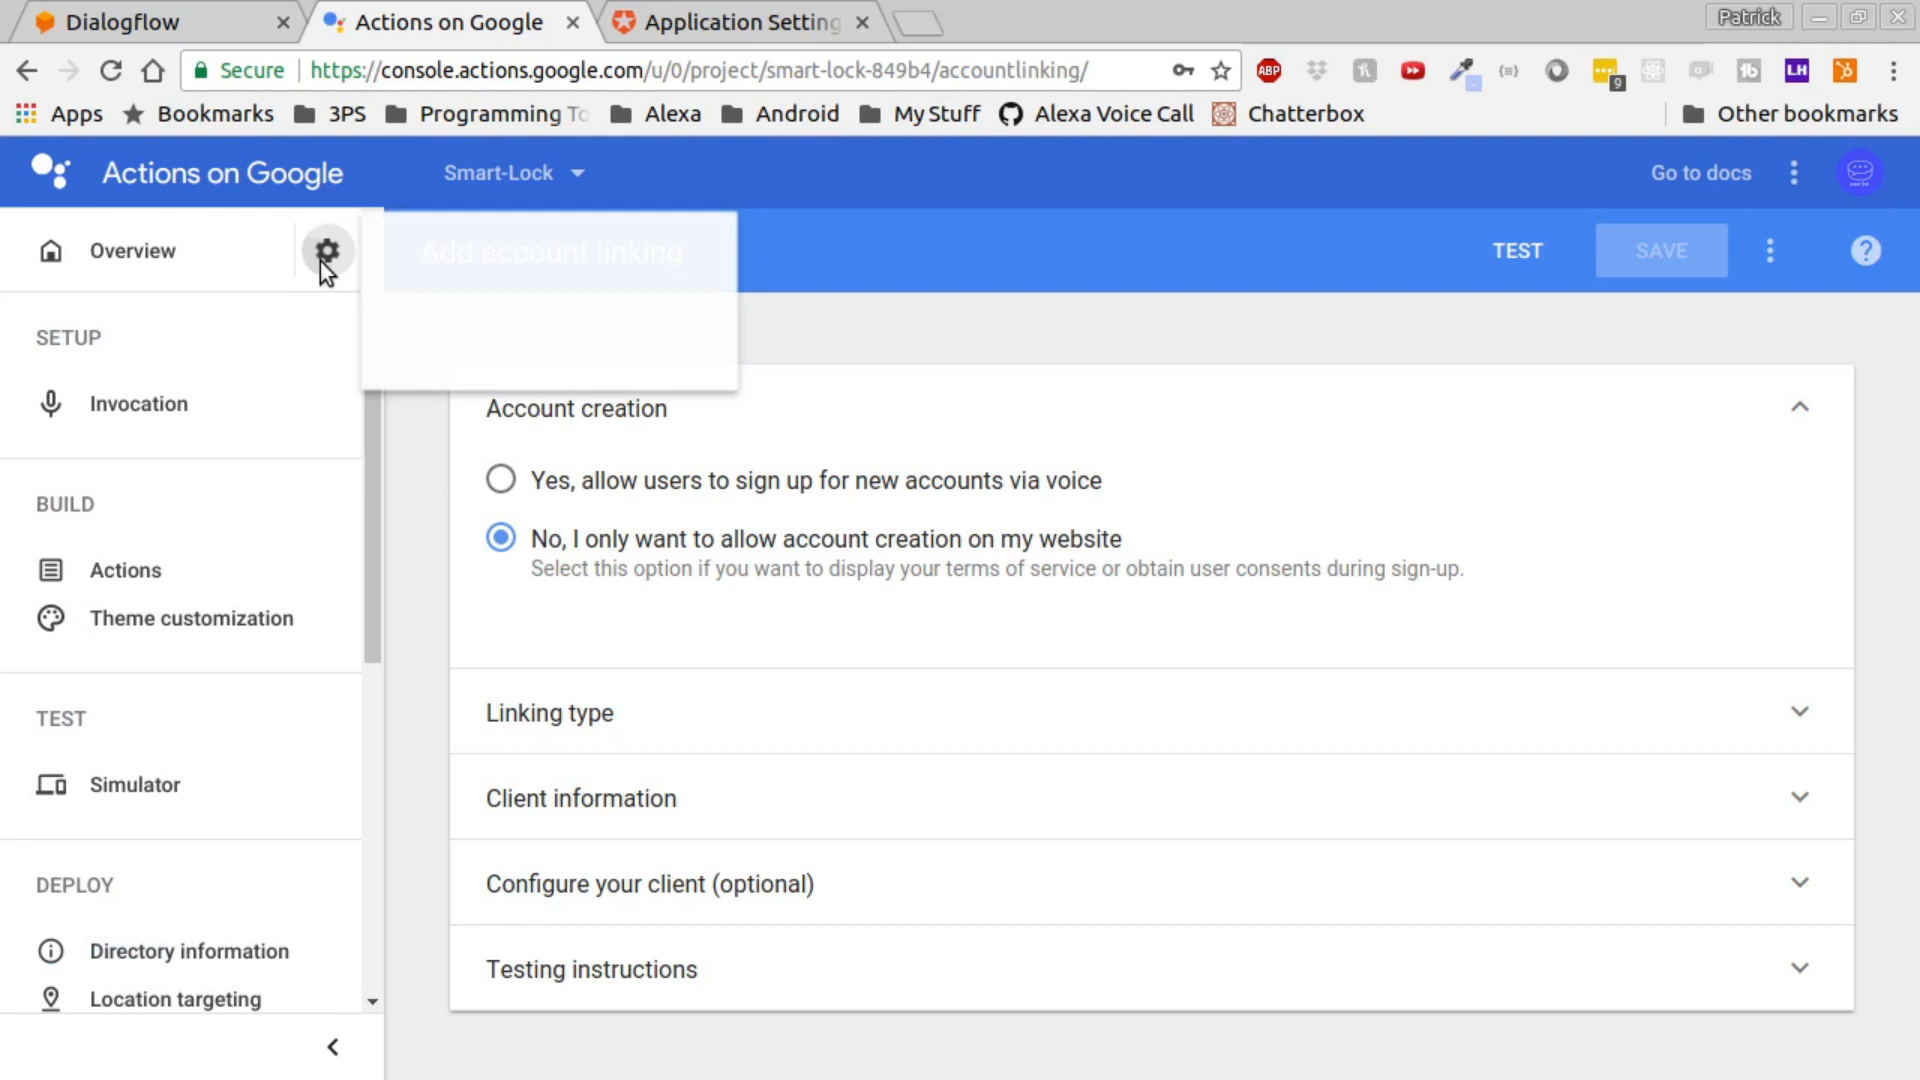 Dialogflow
Actions on Google
Application Setting
Patrick
Secure
https://console.actions.google.com/u/0/project/smart-lock-849b4/accountlinking/
ABP
9
LH
Apps
Bookmarks
3PS
Programming To
Alexa
Android
My Stuff
Alexa Voice Call
Chatterbox
Other bookmarks
Actions on Google
Smart-Lock
Go to docs
Overview
Add account linking
TEST
SAVE
SETUP
Invocation
BUILD
Actions
Theme customization
TEST
Simulator
DEPLOY
Directory information
Location targeting
Account creation
Yes, allow users to sign up for new accounts via voice
No, I only want to allow account creation on my website
Select this option if you want to display your terms of service or obtain user consents during sign-up.
Linking type
Client information
Configure your client (optional)
Testing instructions